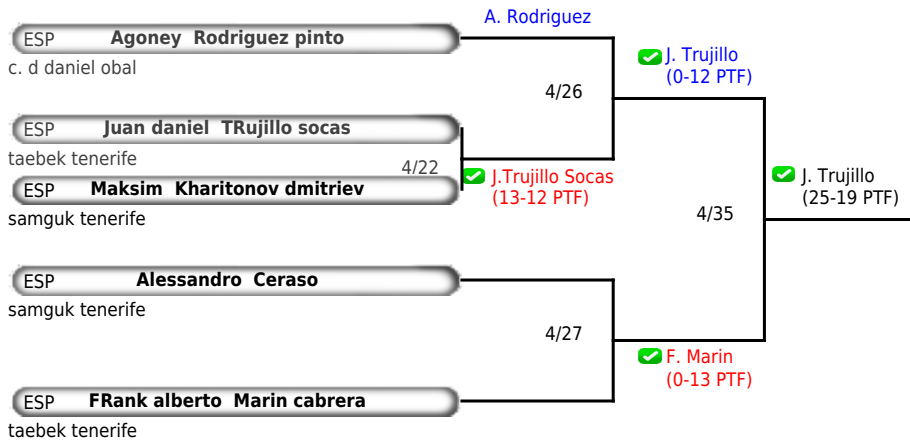 A. Rodriguez
ESP Agoney Rodriguez pinto
c. d daniel obal
J. Trujillo
(0-12 PTF)
4/26
ESP Juan daniel TRujillo socas
taebek tenerife
4/22
ESP Maksim Kharitonov dmitriev
samguk tenerife
J.Trujillo Socas
(13-12 PTF)
J. Trujillo
(25-19 PTF)
4/35
ESP Alessandro Ceraso
samguk tenerife
4/27
F. Marin
(0-13 PTF)
ESP FRank alberto Marin cabrera
taebek tenerife